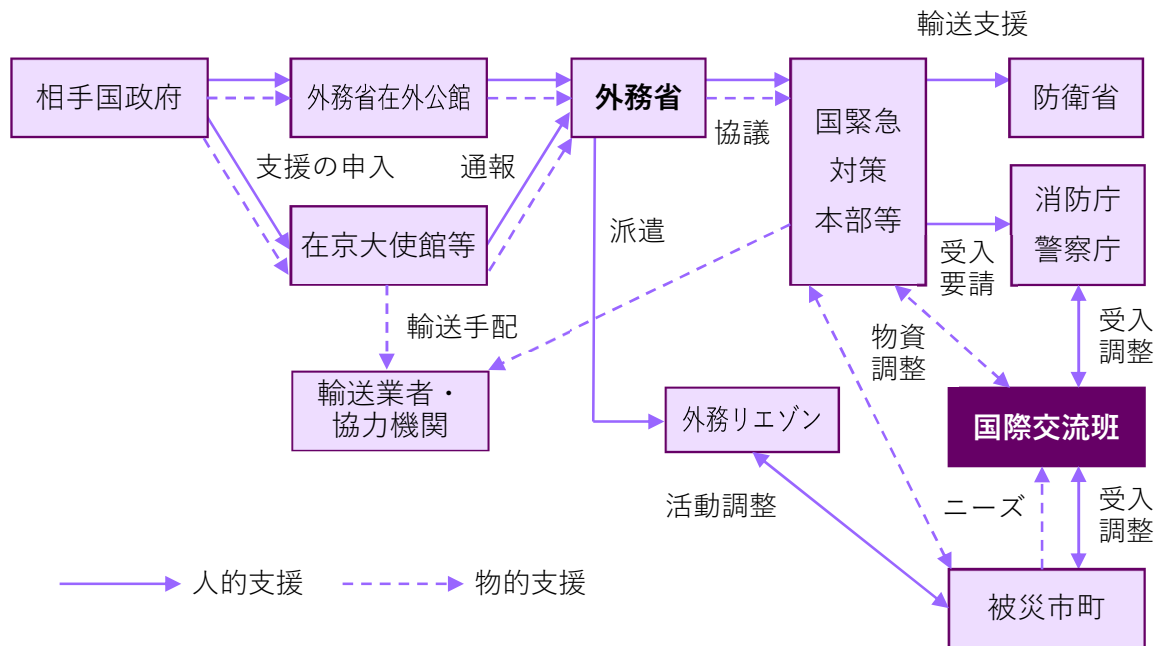 輸送支援
相手国政府
外務省在外公館
外務省
協議
国緊急
対策
本部等
防衛省
支援の申入
通報
在京大使館等
派遣
消防庁
警察庁
受入
要請
輸送手配
物資
調整
受入
調整
輸送業者・
協力機関
外務リエゾン
国際交流班
活動調整
ニーズ
受入
調整
人的支援
物的支援
被災市町